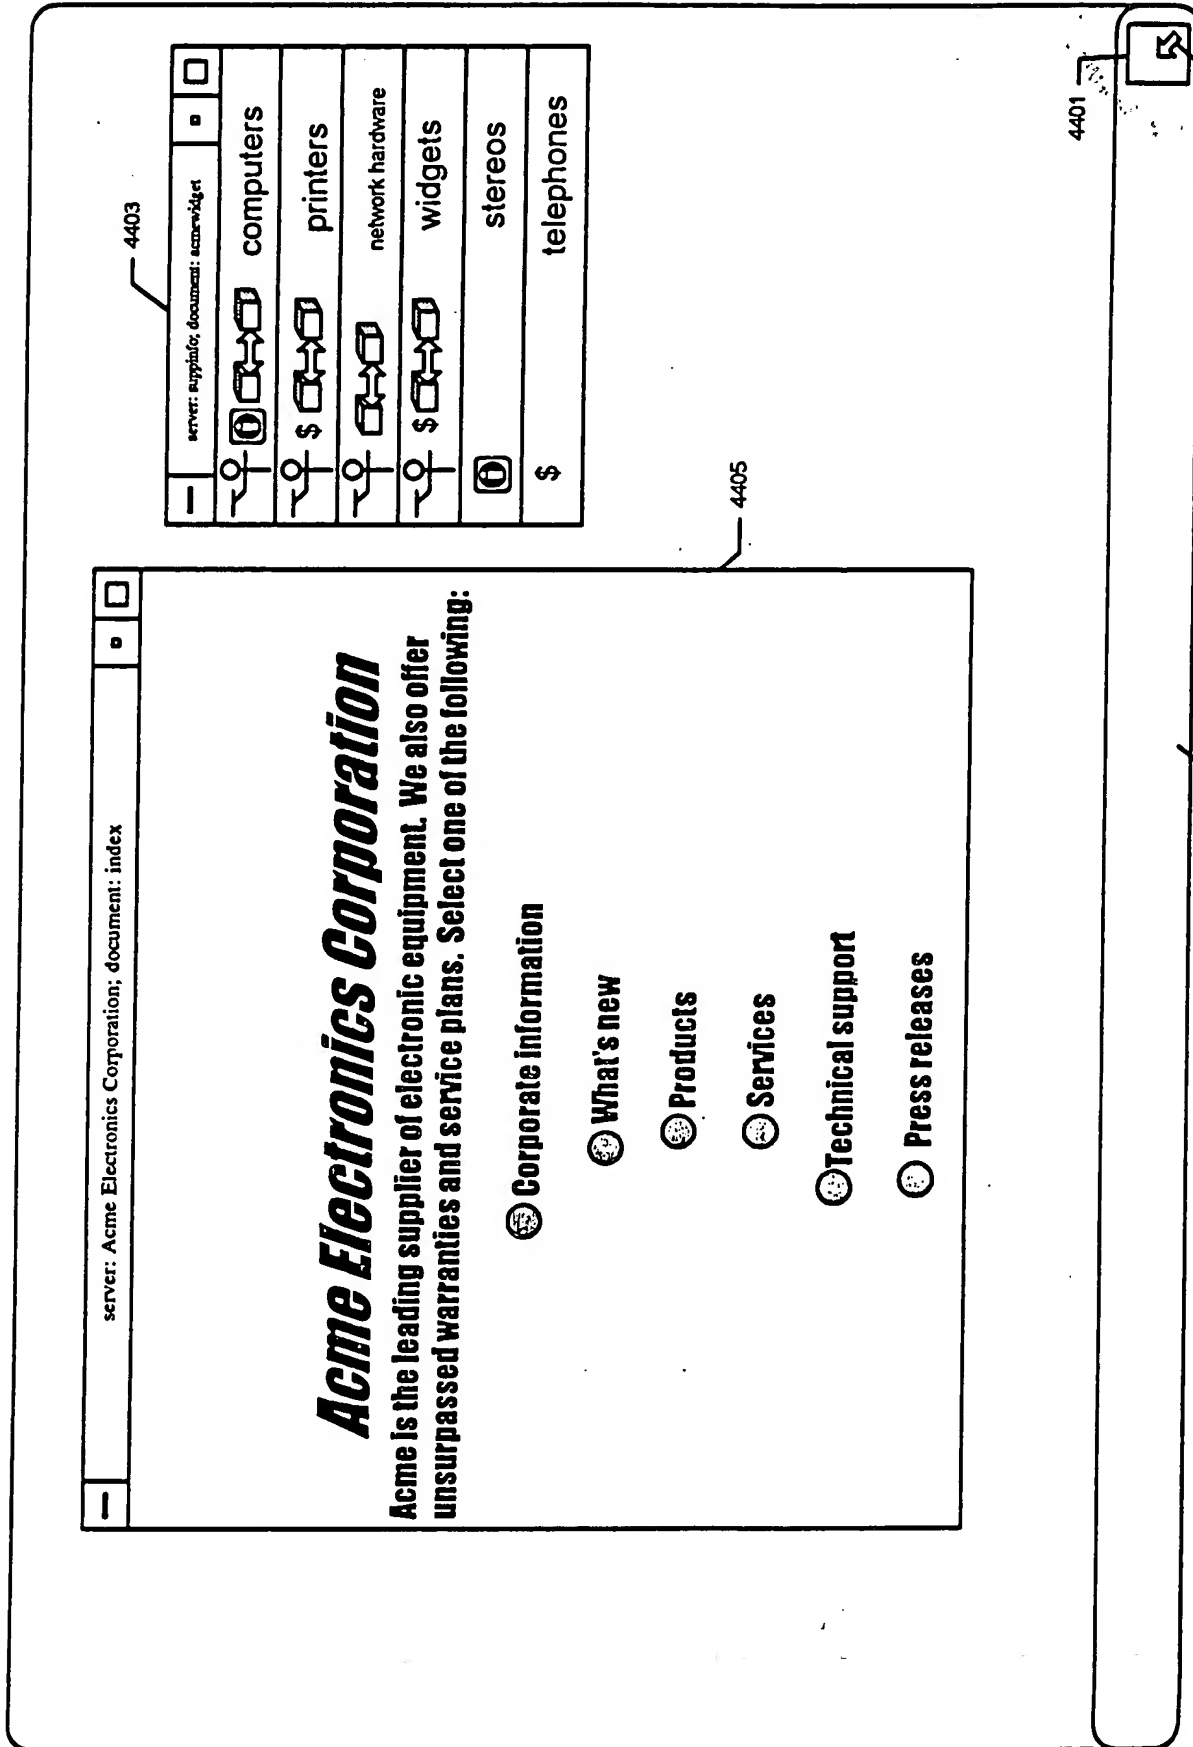 server: Acme Electronics Corporation; document: index
Acme Electronics Corporation
Acme is the leading supplier of electronic equipment. We also offer
unsurpassed warranties and service plans. Select one of the following:
Corporate information
What's new
Products
Services
Technical support
Press releases
4405
4403
server: suppinfo; document: acmewidget
computers
$ printers
network hardware
$ widgets
stereos
$ telephones
4401